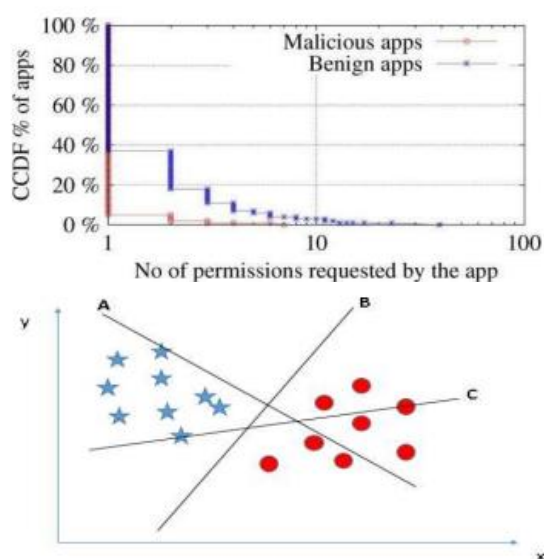 100 %
80 %
60 %
40 %
20 %
0 %
CCDF % of apps
Malicious apps
Benign apps
1 10 100
No of permissions requested by the app
A
B
y
C
x